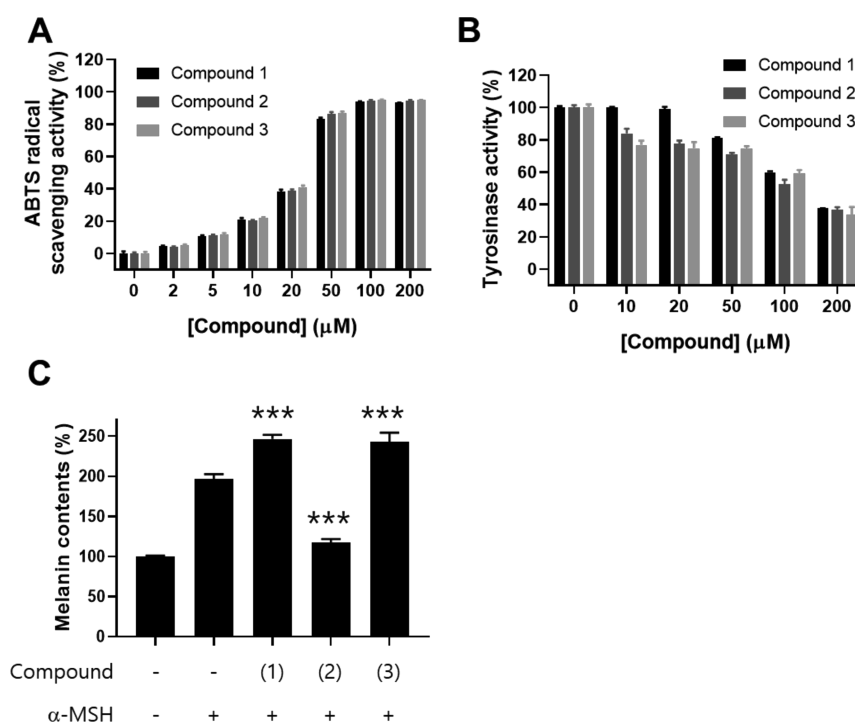 A
ABTS radical
scavenging activity (%)
120
100
80
60
40
20
0
Compound 1
Compound 2
Compound 3
0 2 5 10 20 50 100 200
[Compound] (μM)
B
Tyrosinase activity (%)
120
100
80
60
40
20
0
Compound 1
Compound 2
Compound 3
0 10 20 50 100 200
[Compound] (μM)
C
Melanin contents (%)
250
200
150
100
50
0
*** *** ***
Compound - - (1) (2) (3)
α-MSH - + + + +